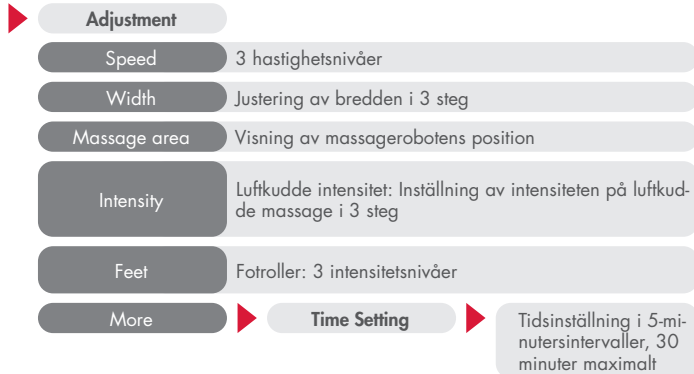 Adjustment
Speed 3 hastighetsnivåer
Width Justering av bredden i 3 steg
Massage area Visning av massagerobotens position
Intensity Luftkudde intensitet: Inställning av intensiteten på luftkud-
de massage i 3 steg
Feet Fotroller: 3 intensitetsnivåer
More Time Setting Tidsinställning i 5-mi-
nutersintervaller, 30
minuter maximalt